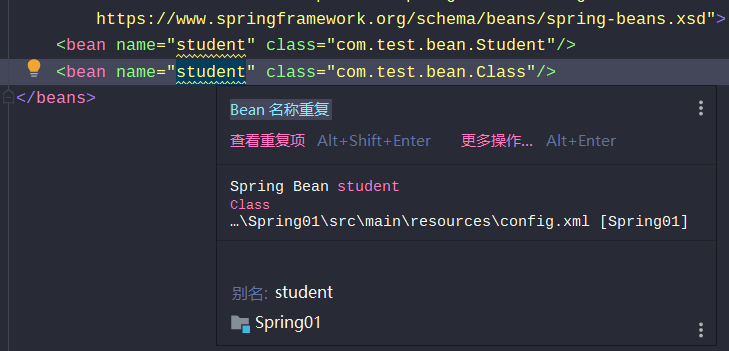 https://www.springframework.org/schema/beans/spring-beans.xsd">
<bean name="student" class="com.test.bean.Student"/>
<bean name="student" class="com.test.bean.Class"/>
</beans>
Bean 名称重复
查看重复项 Alt+Shift+Enter 更多操作... Alt+Enter
Spring Bean student
Class
…\Spring01\src\main\resources\config.xml [Spring01]
别名: student
Spring01